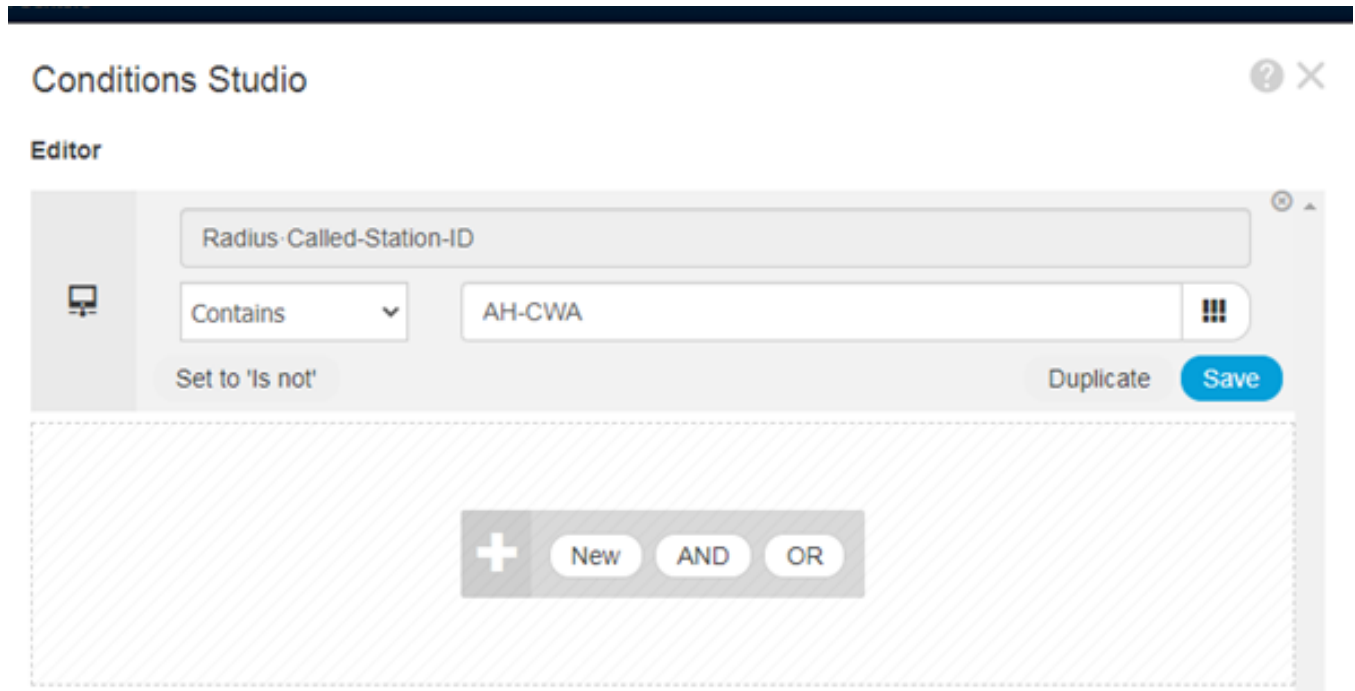 Conditions Studio
Editor
Radius·Called-Station-ID
Contains
AH-CWA
Set to 'Is not'
Duplicate
Save
New
AND
OR